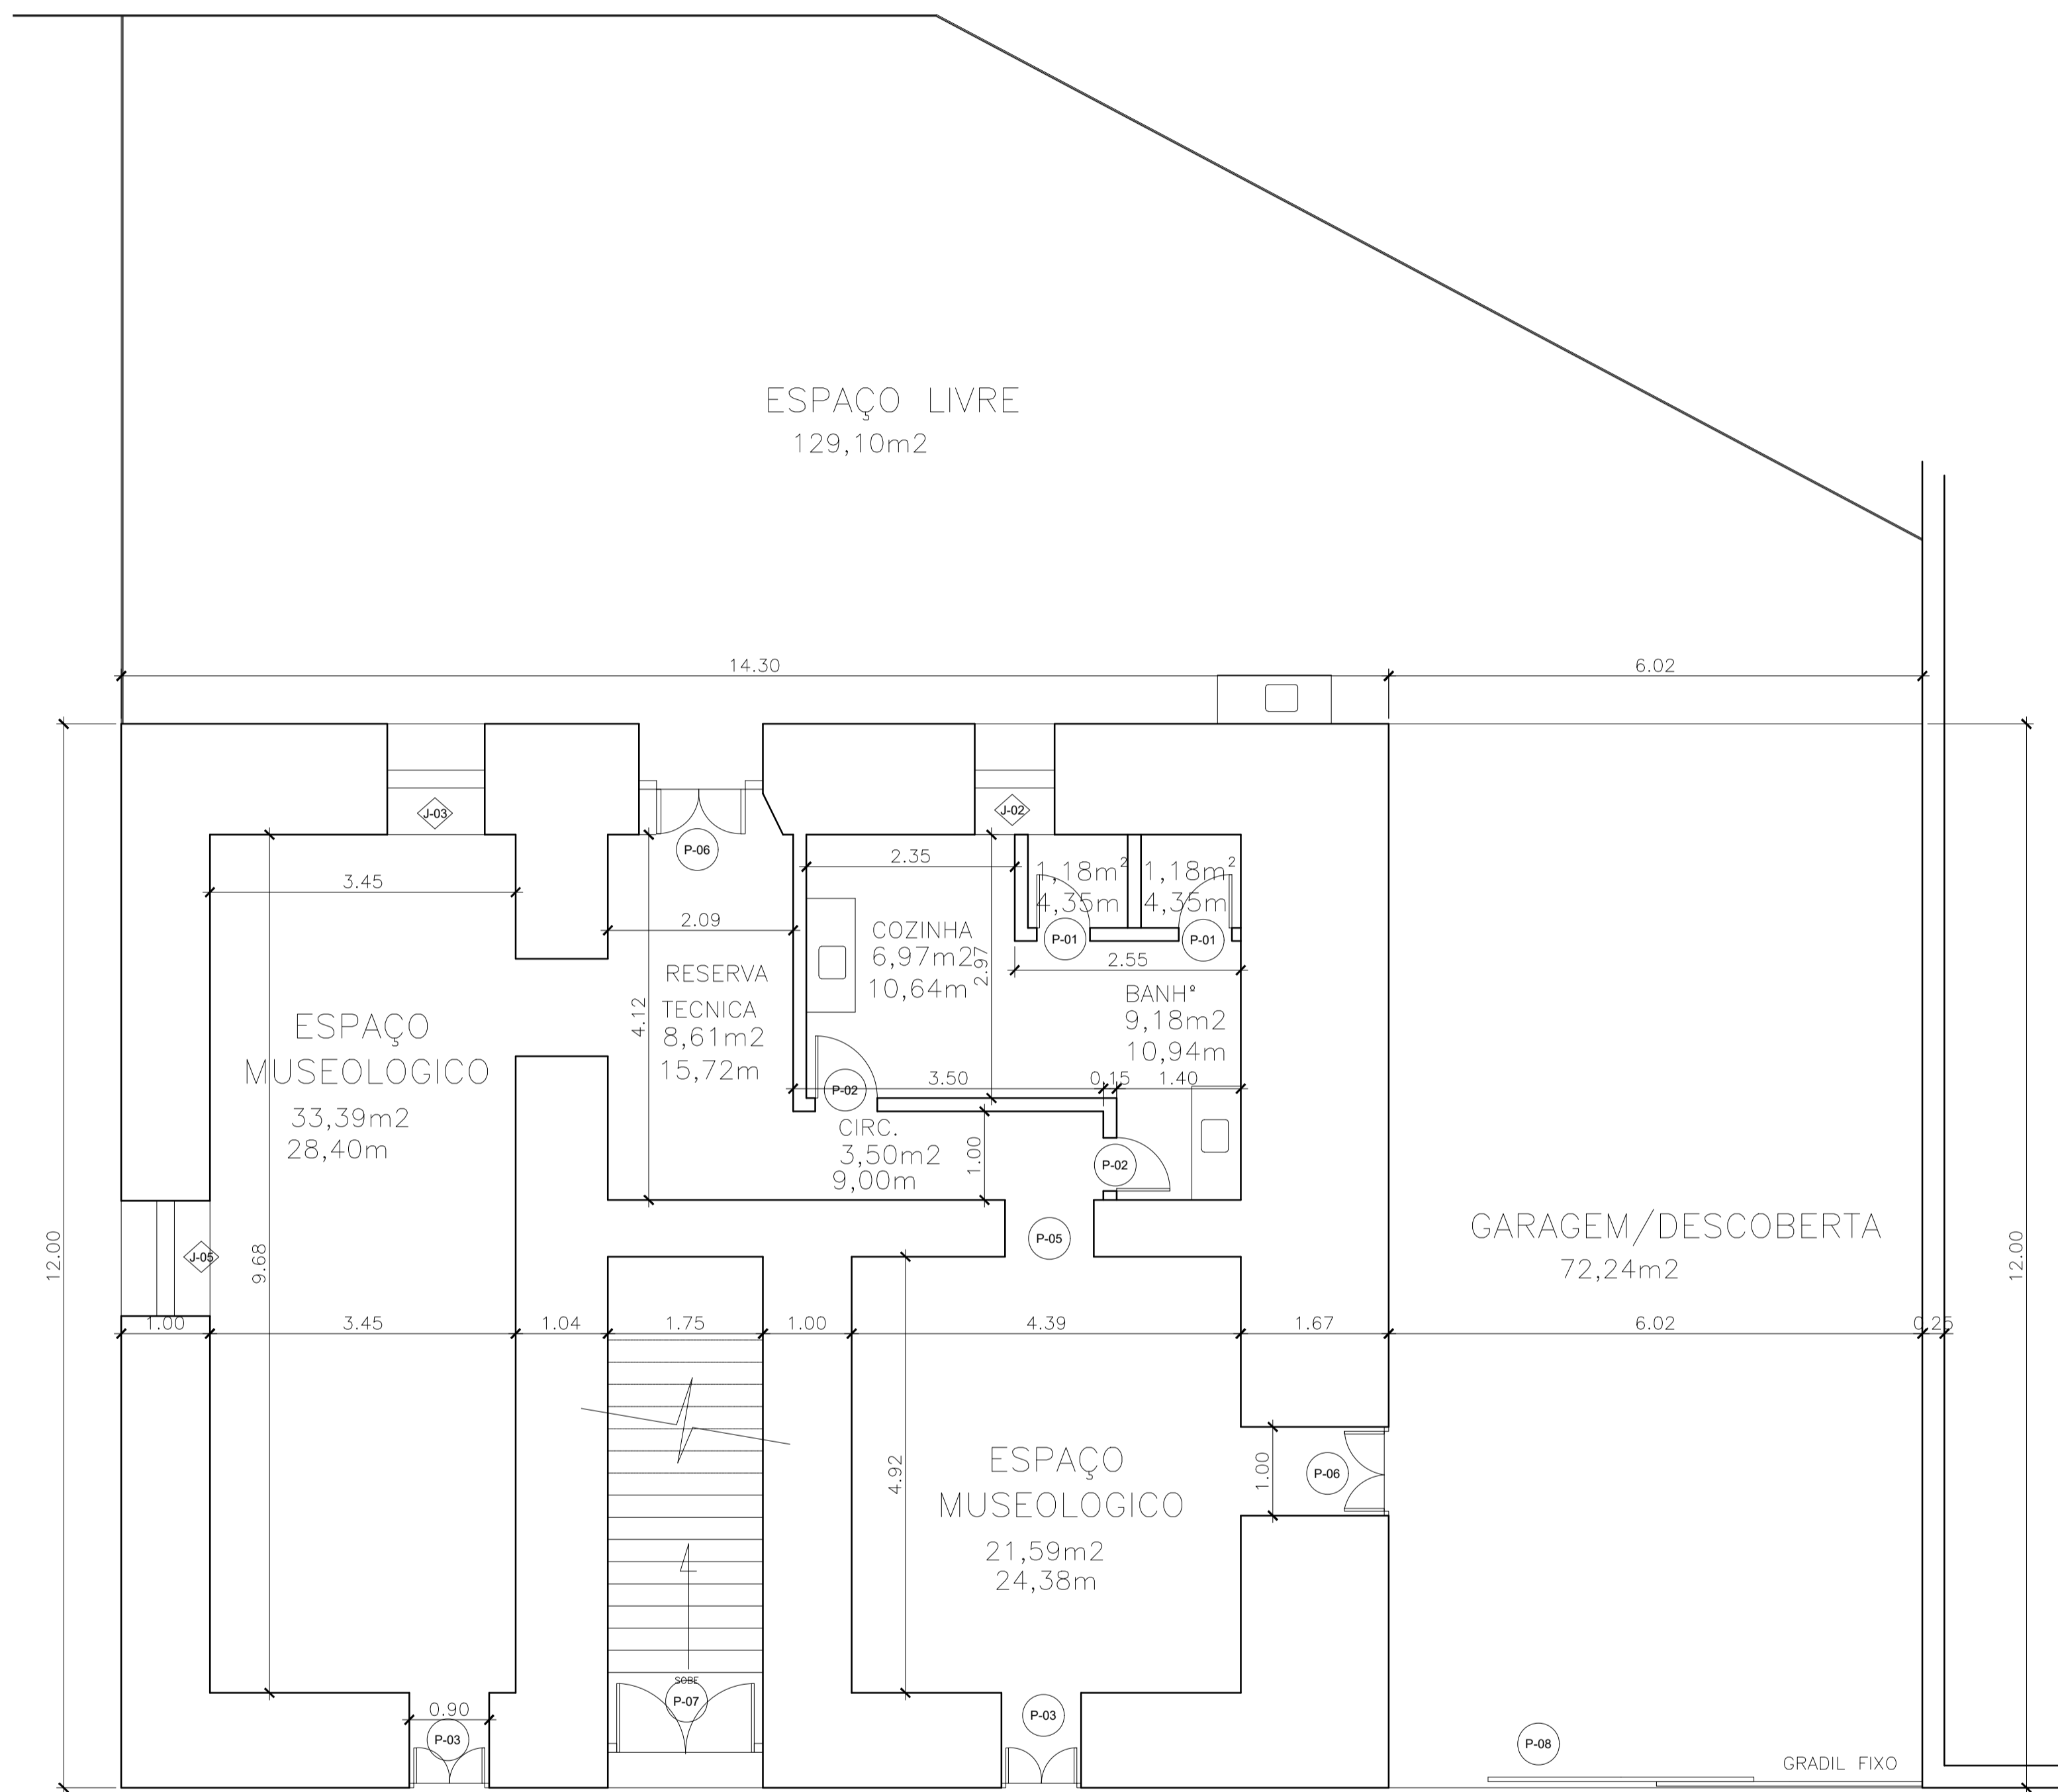 ESPAÇO LIVRE
129,10m2
14.30
6.02
J-03
J-02
P-06
2.35
1,18m²
4,35m
1,18m²
4,35m
3.45
2.09
P-01
P-01
COZINHA
6,97m2
10,64m
2.97
2.55
RESERVA
TECNICA
8,61m2
15,72m
4.12
BANHº
9,18m2
10,94m
ESPAÇO
MUSEOLOGICO
33,39m2
28,40m
P-02
3.50
0.15
1.40
CIRC.
3,50m2
9,00m
1.00
P-02
P-05
GARAGEM/DESCOBERTA
72,24m2
12.00
J-05
9.68
12.00
1.00
3.45
1.04
1.75
1.00
4.39
1.67
6.02
0.25
4.92
ESPAÇO
MUSEOLOGICO
21,59m2
24,38m
1.00
P-06
SOBE
P-07
0.90
P-03
P-03
P-08
GRADIL FIXO